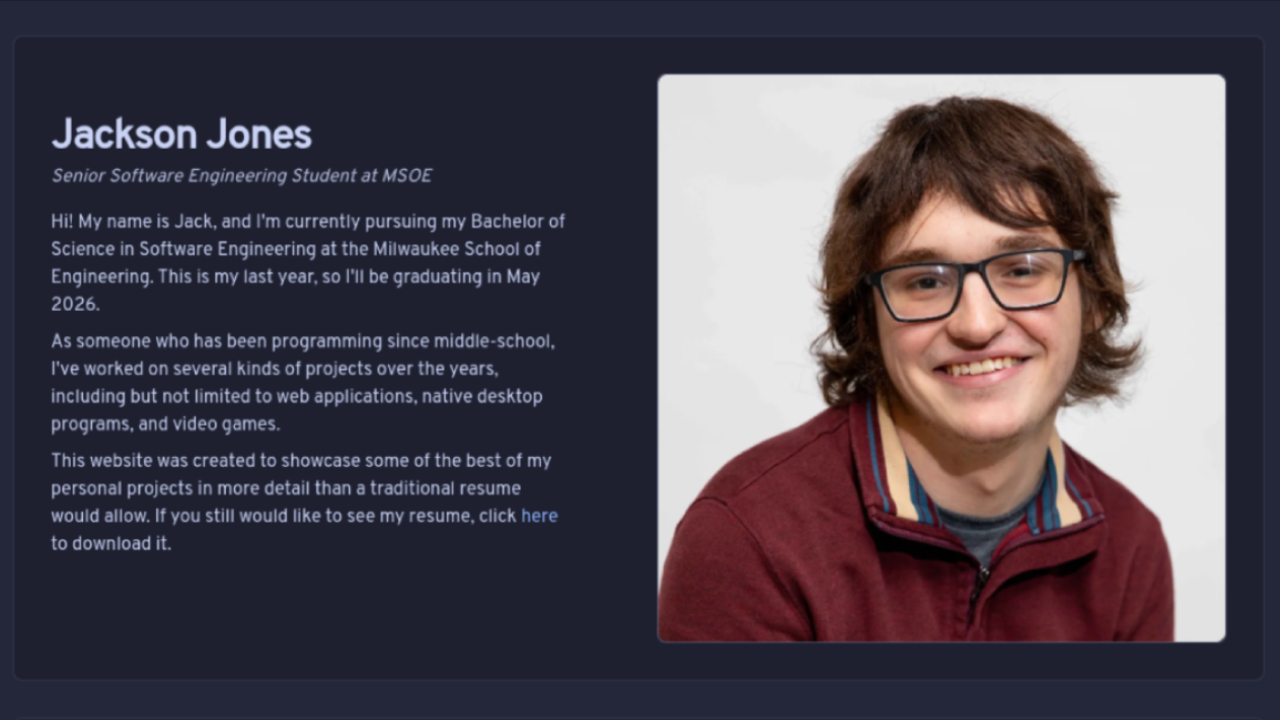 Jackson Jones
Senior Software Engineering Student at MSOE
Hi! My name is Jack, and I'm currently pursuing my Bachelor of
Science in Software Engineering at the Milwaukee School of
Engineering. This is my last year, so I'll be graduating in May
2026.
As someone who has been programming since middle-school,
I've worked on several kinds of projects over the years,
including but not limited to web applications, native desktop
programs, and video games.
This website was created to showcase some of the best of my
personal projects in more detail than a traditional resume
would allow. If you still would like to see my resume, click here
to download it.